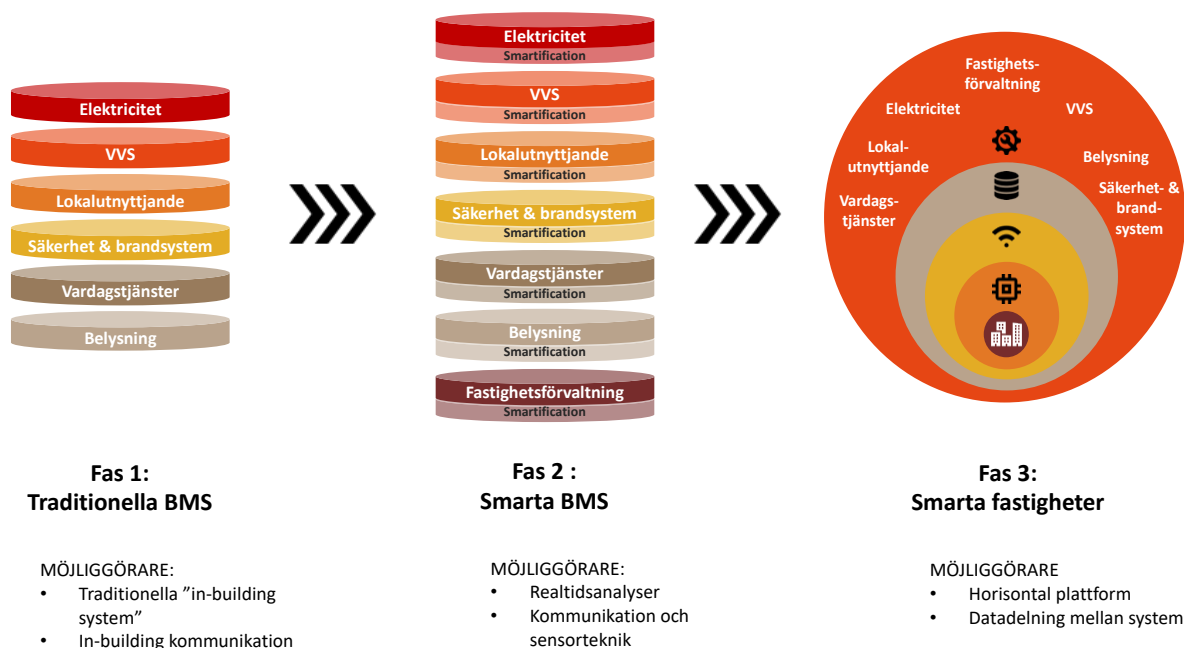 Elektricitet
VVS
Lokalutnyttjande
Säkerhet & brandsystem
Vardagstjänster
Belysning
Elektricitet
Smartification
VVS
Smartification
Lokalutnyttjande
Smartification
Säkerhet & brandsystem
Smartification
Vardagstjänster
Smartification
Belysning
Smartification
Fastighetsförvaltning
Smartification
Fastighets-
förvaltning
Elektricitet
VVS
Lokal-
utnyttjande
Belysning
Vardags-
tjänster
Säkerhet- &
brand-
system
Fas 1:
Traditionella BMS
MÖJLIGGÖRARE:
• Traditionella ”in-building
system”
• In-building kommunikation
Fas 2 :
Smarta BMS
MÖJLIGGÖRARE:
• Realtidsanalyser
• Kommunikation och
sensorteknik
Fas 3:
Smarta fastigheter
MÖJLIGGÖRARE
• Horisontal plattform
• Datadelning mellan system